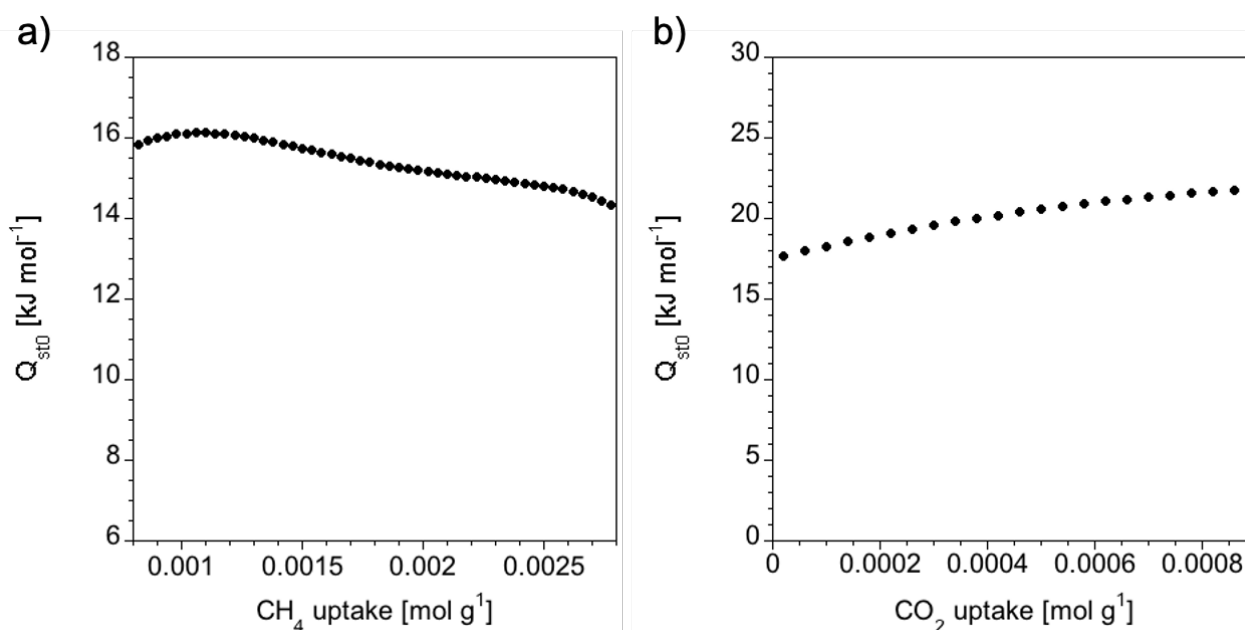 a)
18
16
14
12
10
8
6
Q_st0 [kJ mol⁻¹]
0.001 0.0015 0.002 0.0025
CH₄ uptake [mol g¹]
b)
30
25
20
15
10
5
0
Q_st0 [kJ mol⁻¹]
0 0.0002 0.0004 0.0006 0.0008
CO₂ uptake [mol g¹]